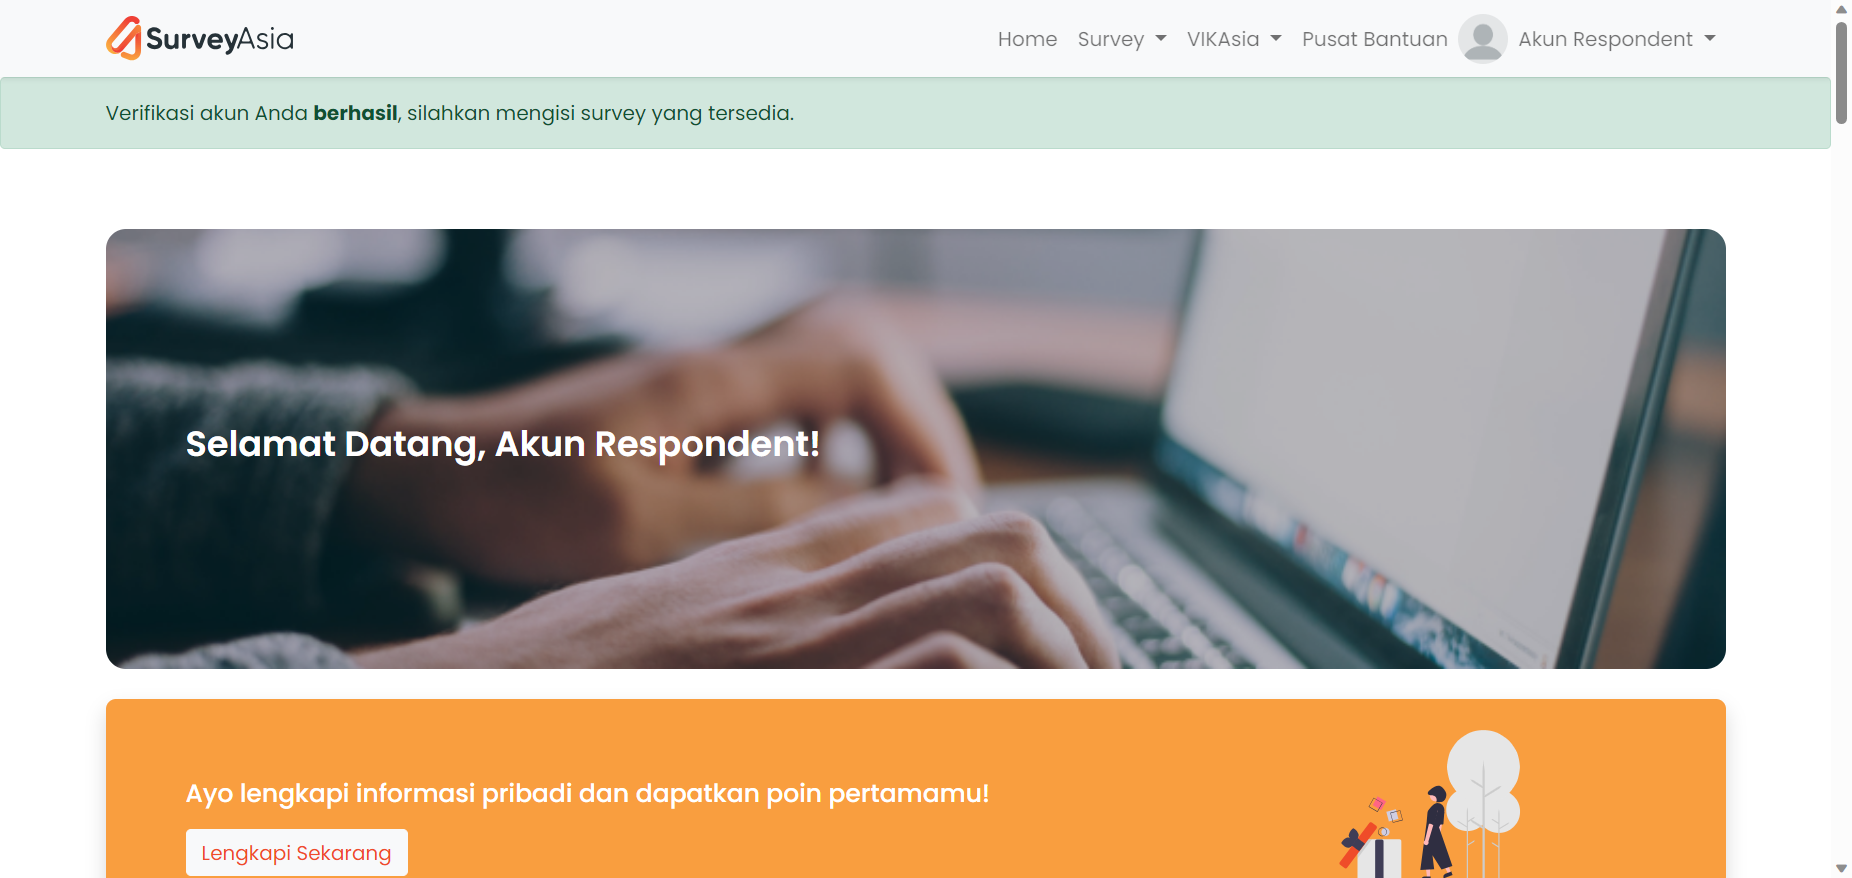 SurveyAsia
Home Survey VIKAsia Pusat Bantuan Akun Respondent
Verifikasi akun Anda berhasil, silahkan mengisi survey yang tersedia.
Selamat Datang, Akun Respondent!
Ayo lengkapi informasi pribadi dan dapatkan poin pertamamu!
Lengkapi Sekarang